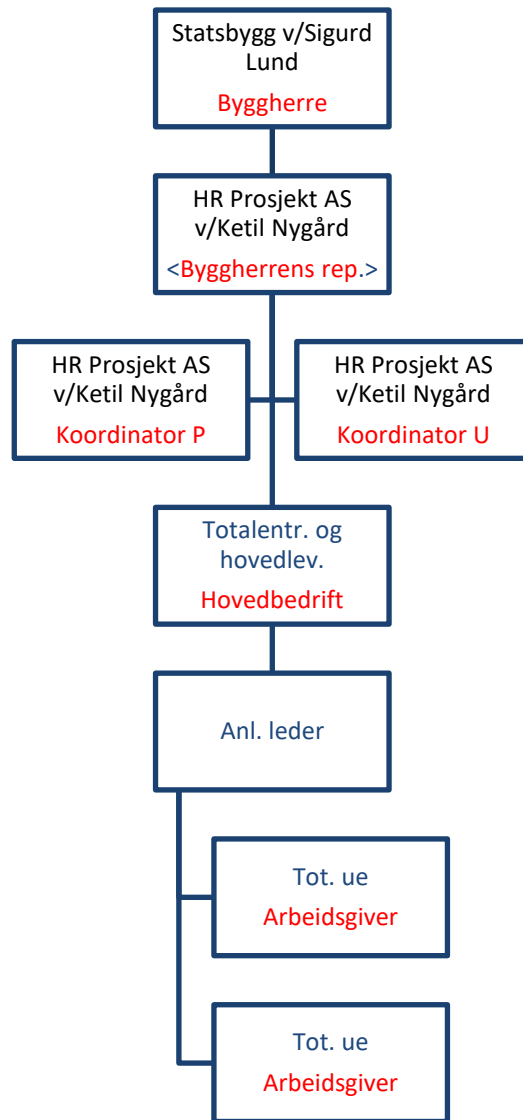 Statsbygg v/Sigurd
Lund
Byggherre
HR Prosjekt AS
v/Ketil Nygård
<Byggherrens rep.>
HR Prosjekt AS
v/Ketil Nygård
Koordinator P
HR Prosjekt AS
v/Ketil Nygård
Koordinator U
Totalentr. og
hovedlev.
Hovedbedrift
Anl. leder
Tot. ue
Arbeidsgiver
Tot. ue
Arbeidsgiver